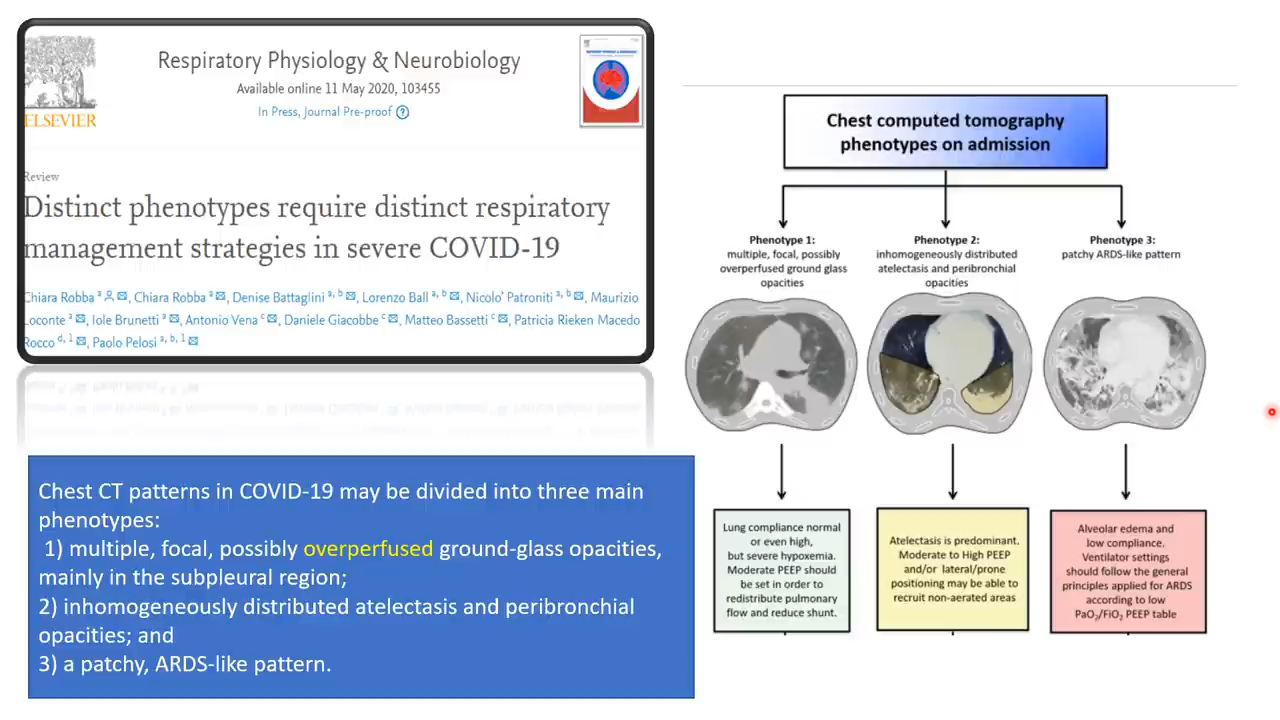 ELSEVIER
Respiratory Physiology & Neurobiology
Available online 11 May 2020, 103455
In Press, Journal Pre-proof ?
Review
Distinct phenotypes require distinct respiratory
management strategies in severe COVID-19
Chiara Robba ᵃ, Chiara Robba ᵃ, Denise Battaglini ᵃ, ᵇ, Lorenzo Ball ᵃ, ᵇ, Nicolo' Patroniti ᵃ, ᵇ, Maurizio
Loconte ᵃ, Iole Brunetti ᵃ, Antonio Vena ᶜ, Daniele Giacobbe ᶜ, Matteo Bassetti ᶜ, Patricia Rieken Macedo
Rocco ᵈ, ¹, Paolo Pelosi ᵃ, ᵇ, ¹
Chest CT patterns in COVID-19 may be divided into three main
phenotypes:
1) multiple, focal, possibly overperfused ground-glass opacities,
mainly in the subpleural region;
2) inhomogeneously distributed atelectasis and peribronchial
opacities; and
3) a patchy, ARDS-like pattern.
Chest computed tomography
phenotypes on admission
Phenotype 1:
multiple, focal, possibly
overperfused ground glass
opacities
Phenotype 2:
inhomogeneously distributed
atelectasis and peribronchial
opacities
Phenotype 3:
patchy ARDS-like pattern
Lung compliance normal
or even high,
but severe hypoxemia.
Moderate PEEP should
be set in order to
redistribute pulmonary
flow and reduce shunt.
Atelectasis is predominant.
Moderate to High PEEP
and/or lateral/prone
positioning may be able to
recruit non-aerated areas
Alveolar edema and
low compliance.
Ventilator settings
should follow the general
principles applied for ARDS
according to low
PaO₂/FiO₂ PEEP table